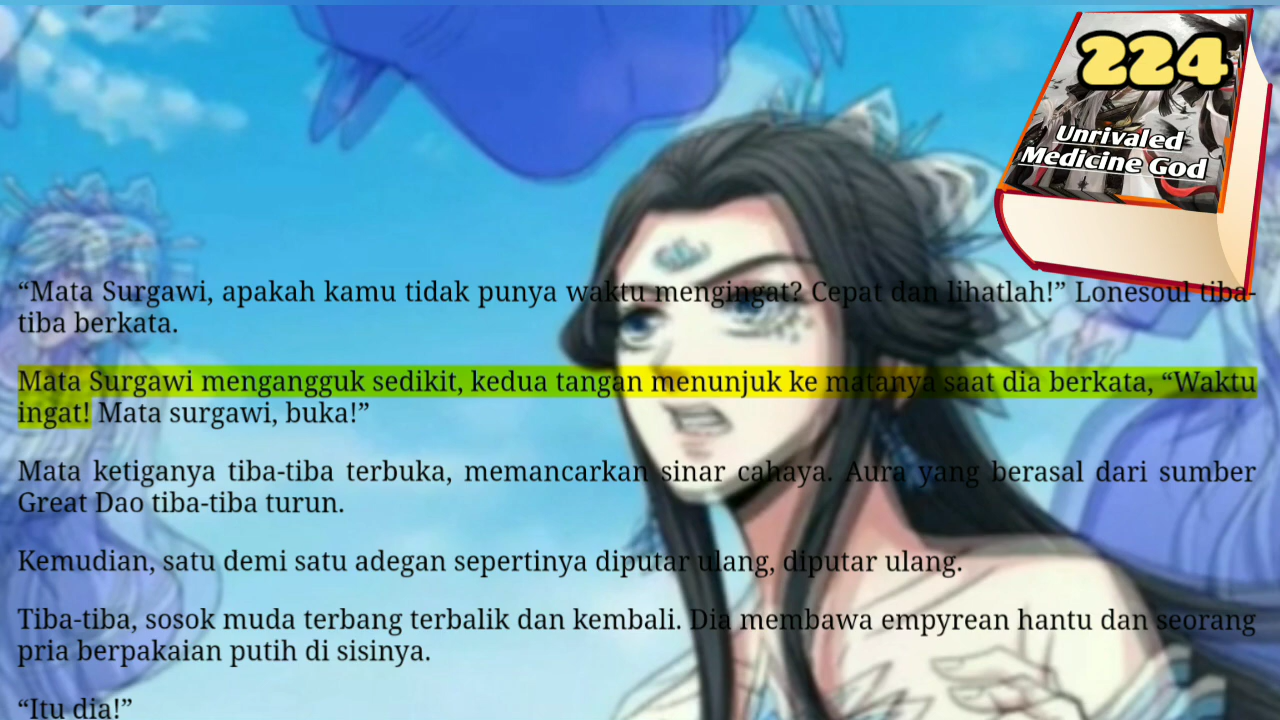 224
Unrivaled
Medicine God
“Mata Surgawi, apakah kamu tidak punya waktu mengingat? Cepat dan lihatlah!” Lonesoul tiba-
tiba berkata.
Mata Surgawi mengangguk sedikit, kedua tangan menunjuk ke matanya saat dia berkata, “Waktu
ingat! Mata surgawi, buka!”
Mata ketiganya tiba-tiba terbuka, memancarkan sinar cahaya. Aura yang berasal dari sumber
Great Dao tiba-tiba turun.
Kemudian, satu demi satu adegan sepertinya diputar ulang, diputar ulang.
Tiba-tiba, sosok muda terbang terbalik dan kembali. Dia membawa empyrean hantu dan seorang
pria berpakaian putih di sisinya.
“Itu dia!”